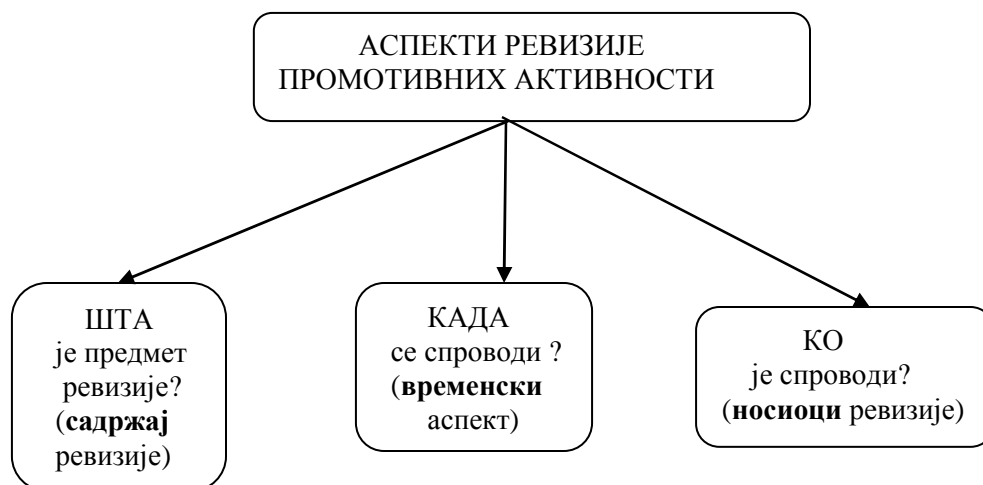 АСПЕКТИ РЕВИЗИЈЕ
ПРОМОТИВНИХ АКТИВНОСТИ
ШТА
је предмет
ревизије?
(садржај
ревизије)
КАДА
се спроводи ?
(временски
аспект)
КО
је спроводи?
(носиоци ревизије)